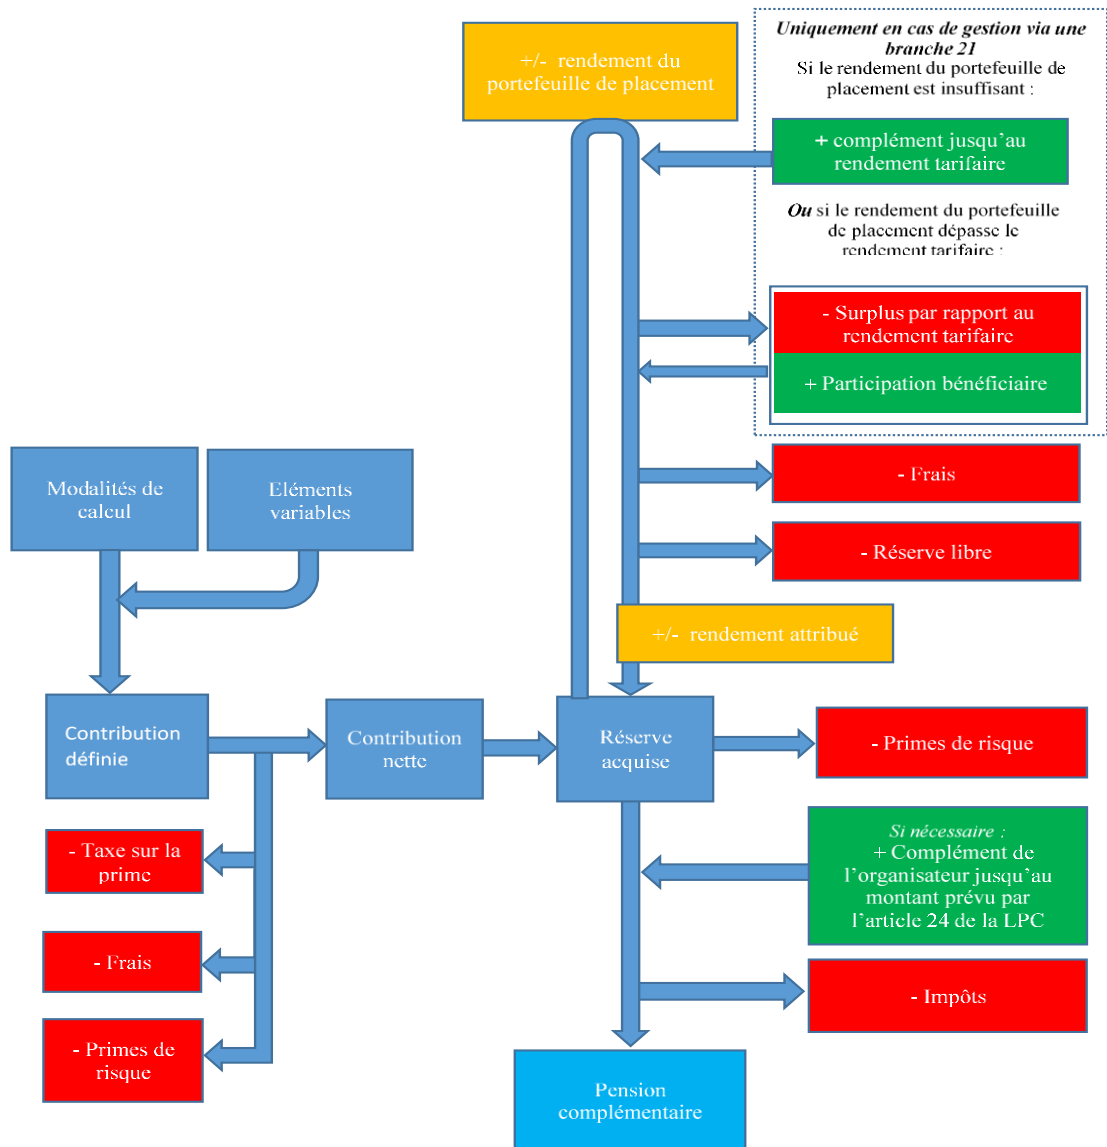 +/- rendement du
portefeuille de placement
Uniquement en cas de gestion via une
branche 21
Si le rendement du portefeuille de
placement est insuffisant :
+ complément jusqu'au
rendement tarifaire
Ou si le rendement du portefeuille
de placement dépasse le
rendement tarifaire :
- Surplus par rapport au
rendement tarifaire
+ Participation bénéficiaire
- Frais
- Réserve libre
Modalités de
calcul
Eléments
variables
+/- rendement attribué
Contribution
définie
Contribution
nette
Réserve
acquise
- Primes de risque
- Taxe sur la
prime
- Frais
- Primes de
risque
Si nécessaire :
+ Complément de
l'organisateur jusqu'au
montant prévu par
l'article 24 de la LPC
- Impôts
Pension
complémentaire